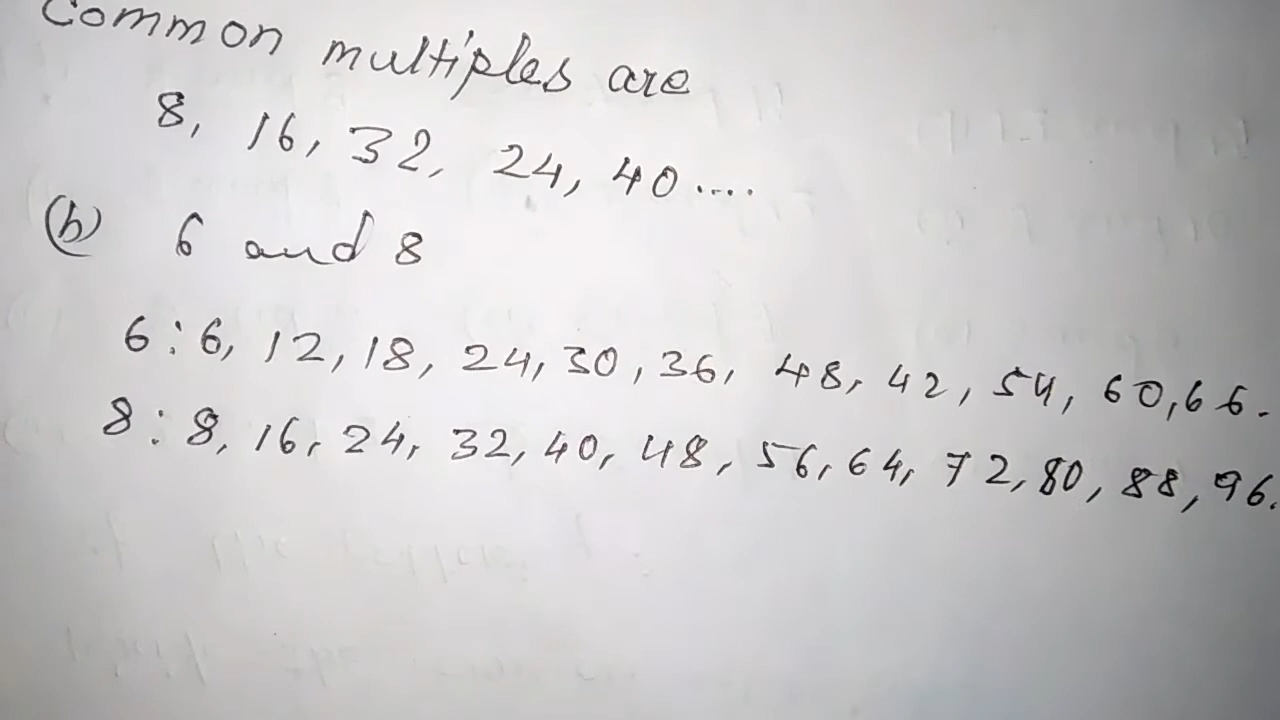 Common multiples are
8, 16, 32, 24, 40....
(b) 6 and 8
6 : 6, 12, 18, 24, 30, 36, 48, 42, 54, 60, 66.
8 : 8, 16, 24, 32, 40, 48, 56, 64, 72, 80, 88, 96.